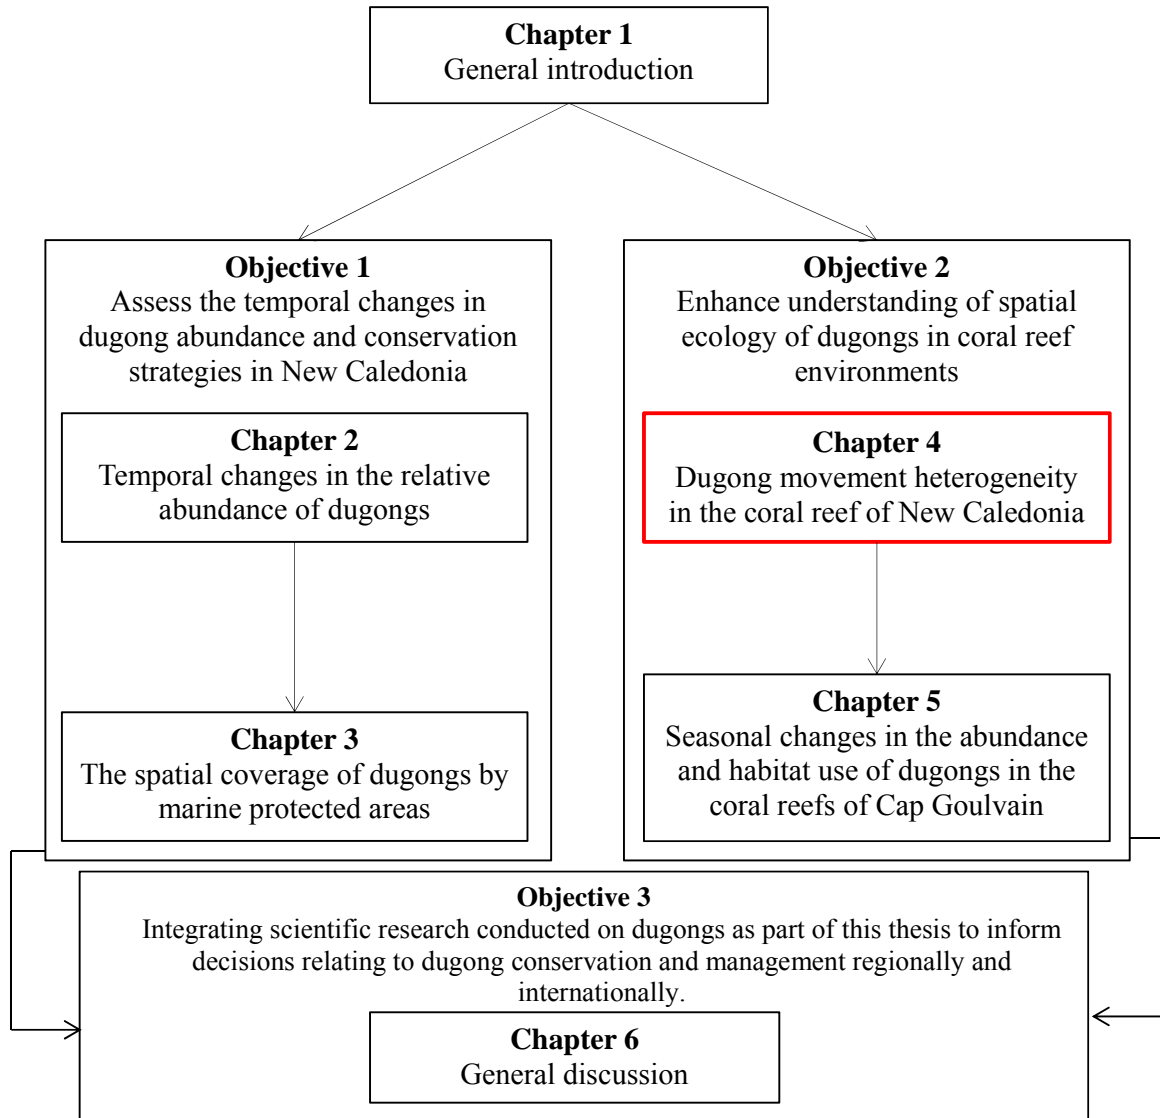 Chapter 1
General introduction
Objective 1
Assess the temporal changes in
dugong abundance and conservation
strategies in New Caledonia
Chapter 2
Temporal changes in the relative
abundance of dugongs
Chapter 3
The spatial coverage of dugongs by
marine protected areas
Objective 2
Enhance understanding of spatial
ecology of dugongs in coral reef
environments
Chapter 4
Dugong movement heterogeneity
in the coral reef of New Caledonia
Chapter 5
Seasonal changes in the abundance
and habitat use of dugongs in the
coral reefs of Cap Goulvain
Objective 3
Integrating scientific research conducted on dugongs as part of this thesis to inform
decisions relating to dugong conservation and management regionally and
internationally.
Chapter 6
General discussion